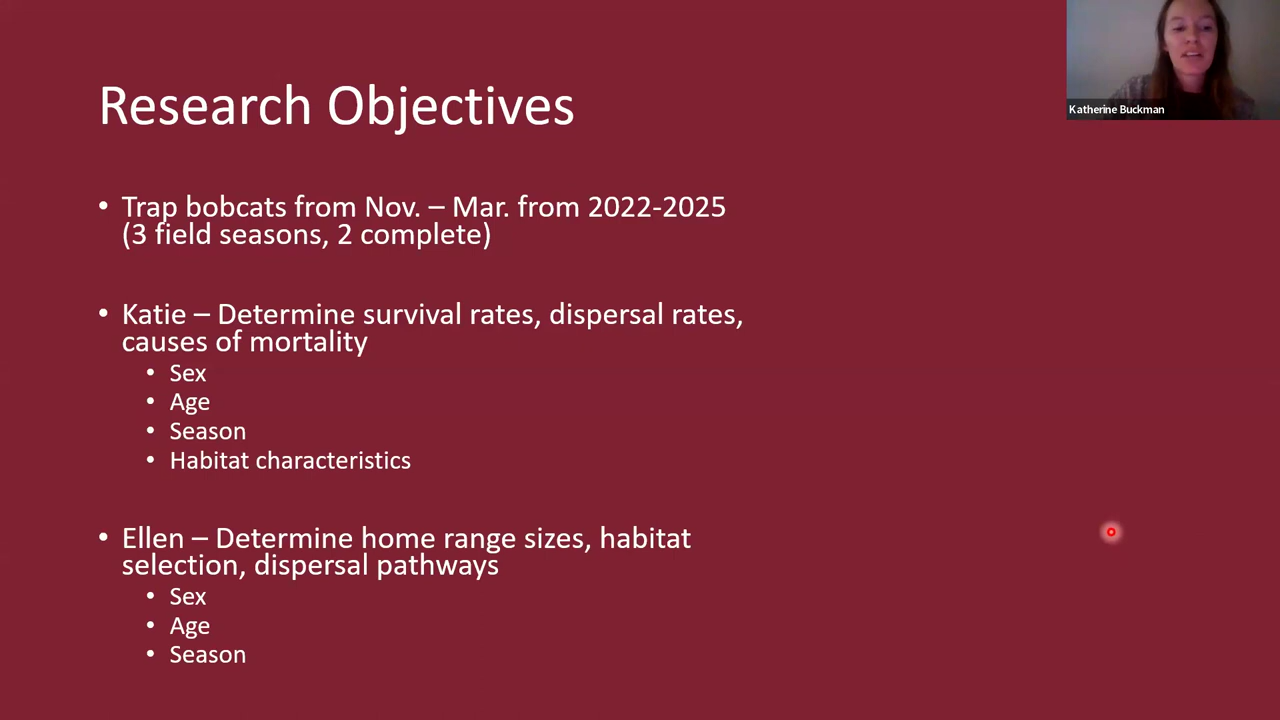 Research Objectives
Katherine Buckman
• Trap bobcats from Nov. – Mar. from 2022-2025
(3 field seasons, 2 complete)
• Katie – Determine survival rates, dispersal rates,
causes of mortality
• Sex
• Age
• Season
• Habitat characteristics
• Ellen – Determine home range sizes, habitat
selection, dispersal pathways
• Sex
• Age
• Season